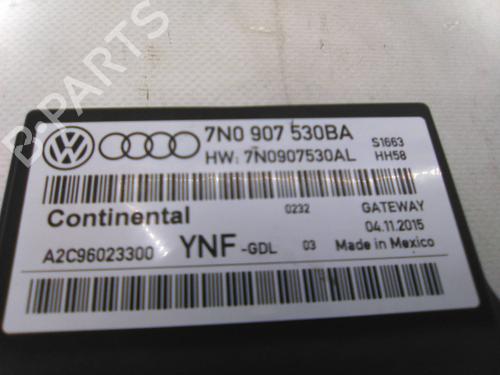 7N0 907 530BA
HW: 7N0907530AL
S1663
HH58
Continental
0232
GATEWAY
04.11.2015
A2C96023300 YNF -GDL 03 Made in Mexico
B-PARTS